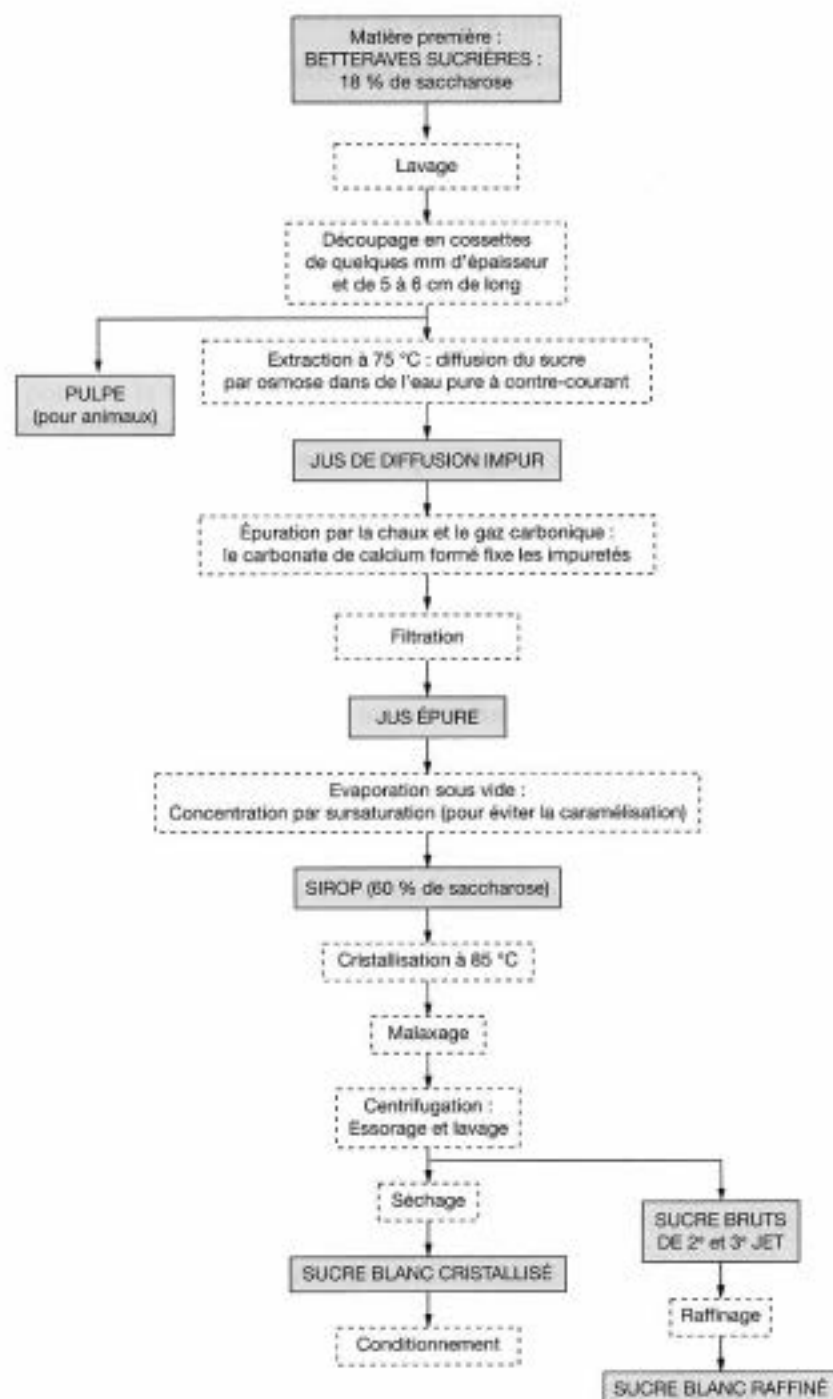 Matière première :
BETTERAVES SUCRIÈRES :
18 % de saccharose
Lavage
Découpage en cossettes
de quelques mm d'épaisseur
et de 5 à 6 cm de long
Extraction à 75 °C : diffusion du sucre
par osmose dans de l'eau pure à contre-courant
PULPE
(pour animaux)
JUS DE DIFFUSION IMPUR
Épuration par la chaux et le gaz carbonique :
le carbonate de calcium formé fixe les impuretés
Filtration
JUS ÉPURE
Evaporation sous vide :
Concentration par sursaturation (pour éviter la caramélisation)
SIROP (60 % de saccharose)
Cristallisation à 85 °C
Malaxage
Centrifugation :
Essorage et lavage
Séchage
SUCRE BRUTS
DE 2e et 3e JET
SUCRE BLANC CRISTALLISÉ
Raffinage
Conditionnement
SUCRE BLANC RAFFINÉ